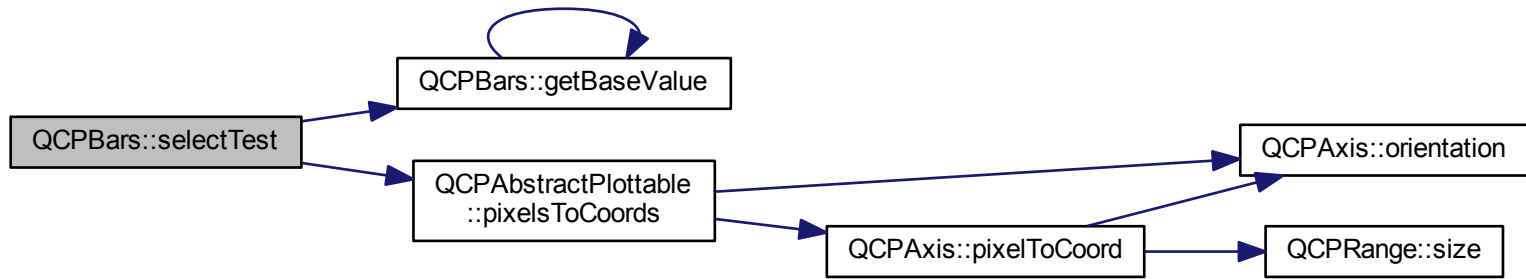 QCPBars::selectTest
QCPBars::getBaseValue
QCPAbstractPlottable
::pixelsToCoords
QCPAxis::pixelToCoord
QCPAxis::orientation
QCPRange::size